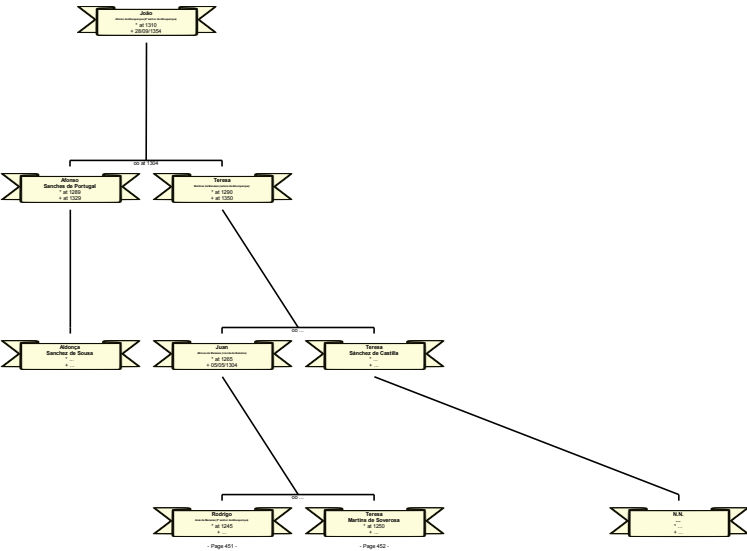 João
* at 1310
+ 28/09/1354
oo at 1304
Afonso
Sanches de Portugal
* at 1289
+ at 1329
Teresa
* at 1290
+ at 1350
oo ...
Aldonça
Sanchez de Sousa
* ...
+ ...
Juan
* at 1265
+ 05/05/1304
Teresa
Sánchez de Castilla
* ...
+ ...
oo ...
Rodrigo
* at 1245
+ ...
Teresa
Martins de Soverosa
* at 1250
+ ...
N.N.
...
* ...
+ ...
- Page 451 -
- Page 452 -